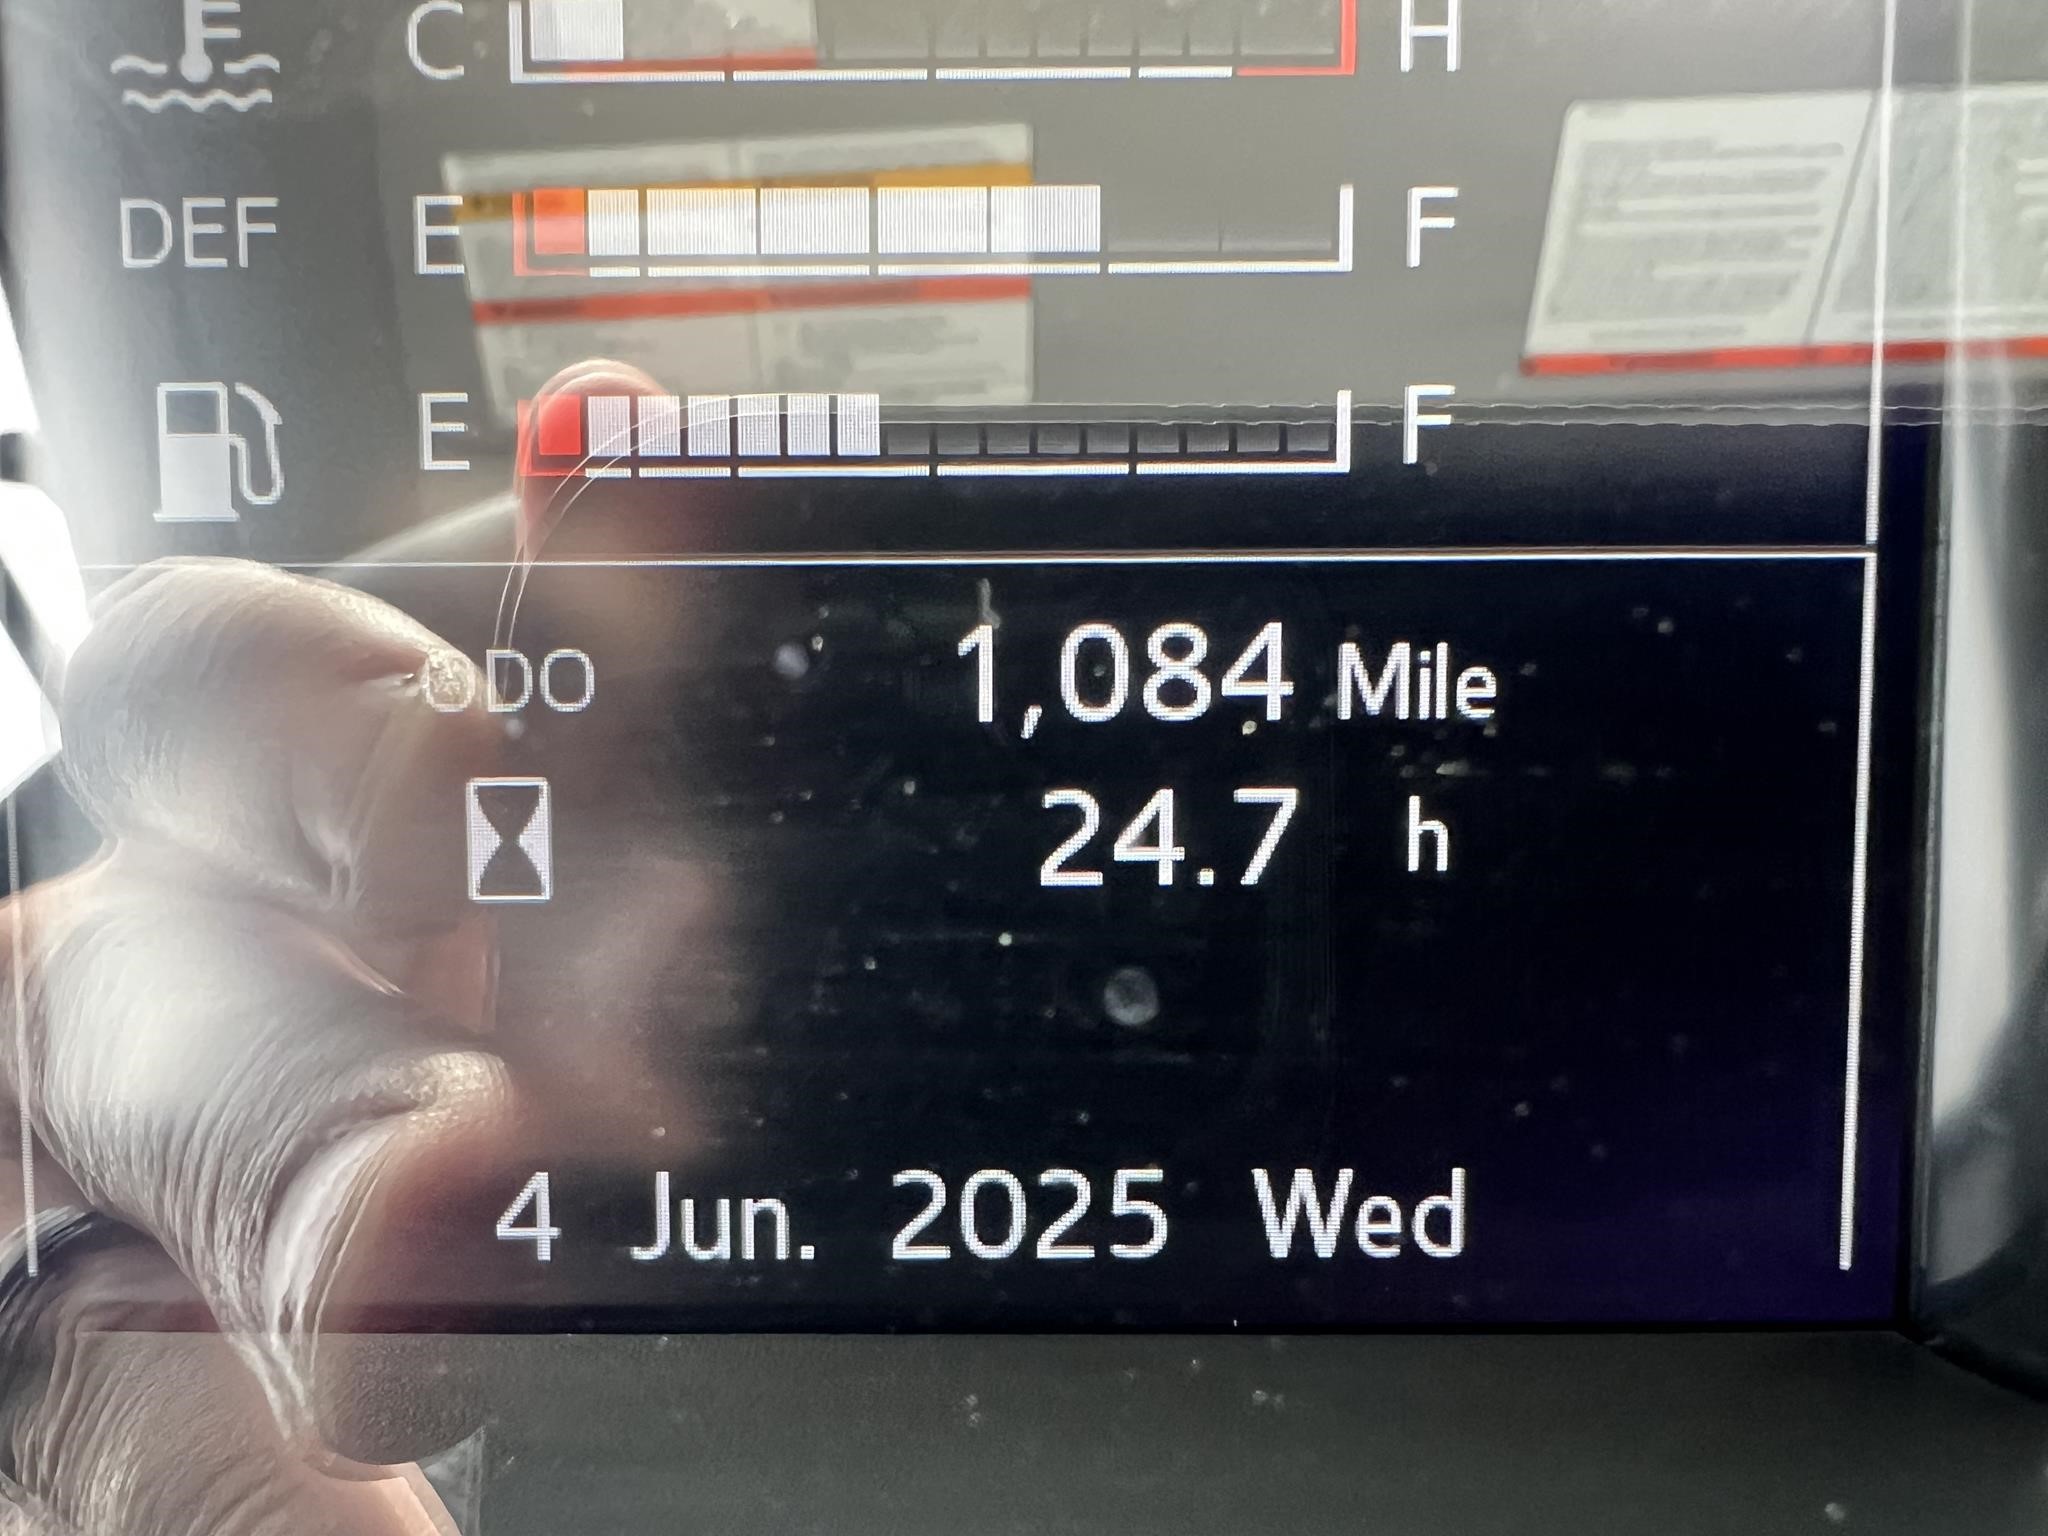 C H
DEF E F
E F
ODO 1,084 Mile
24.7 h
4 Jun. 2025 Wed